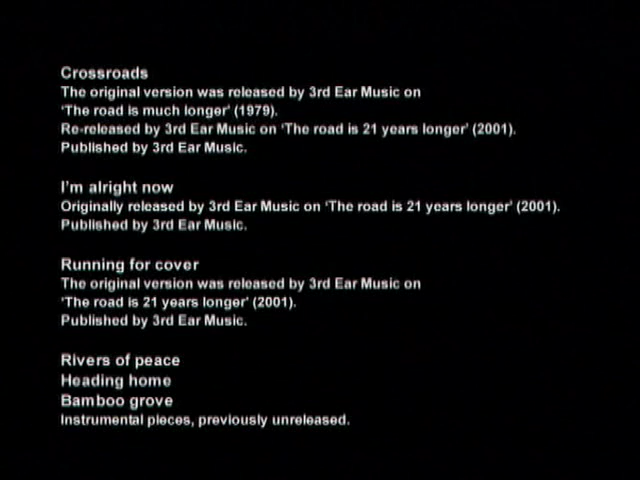 Crossroads
The original version was released by 3rd Ear Music on
‘The road is much longer’ (1979).
Re-released by 3rd Ear Music on ‘The road is 21 years longer’ (2001).
Published by 3rd Ear Music.
I’m alright now
Originally released by 3rd Ear Music on ‘The road is 21 years longer’ (2001).
Published by 3rd Ear Music.
Running for cover
The original version was released by 3rd Ear Music on
‘The road is 21 years longer’ (2001).
Published by 3rd Ear Music.
Rivers of peace
Heading home
Bamboo grove
Instrumental pieces, previously unreleased.